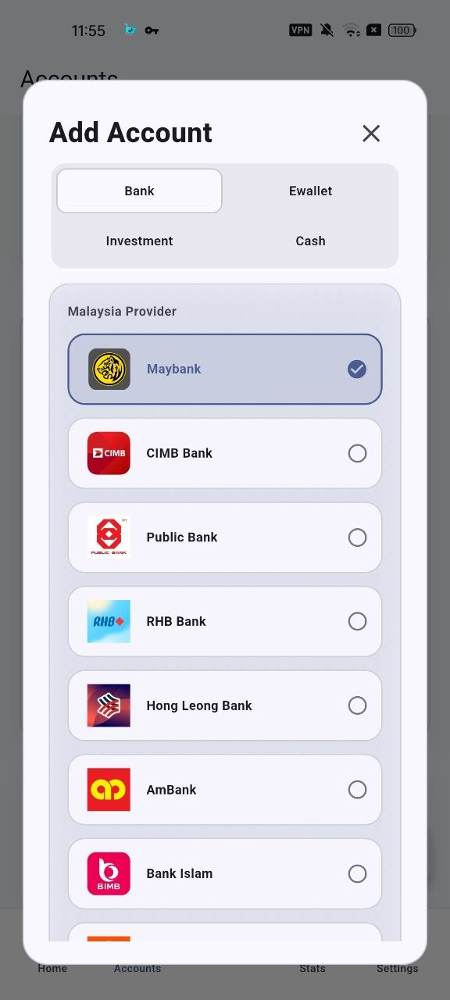 11:55 VPN 100
Accounts
Add Account
Bank Ewallet
Investment Cash
Malaysia Provider
Maybank
CIMB CIMB Bank
PUBLIC BANK MY Public Bank
RHB RHB Bank
Hong Leong Bank
AmBank
BIMB Bank Islam
Home Accounts Stats Settings